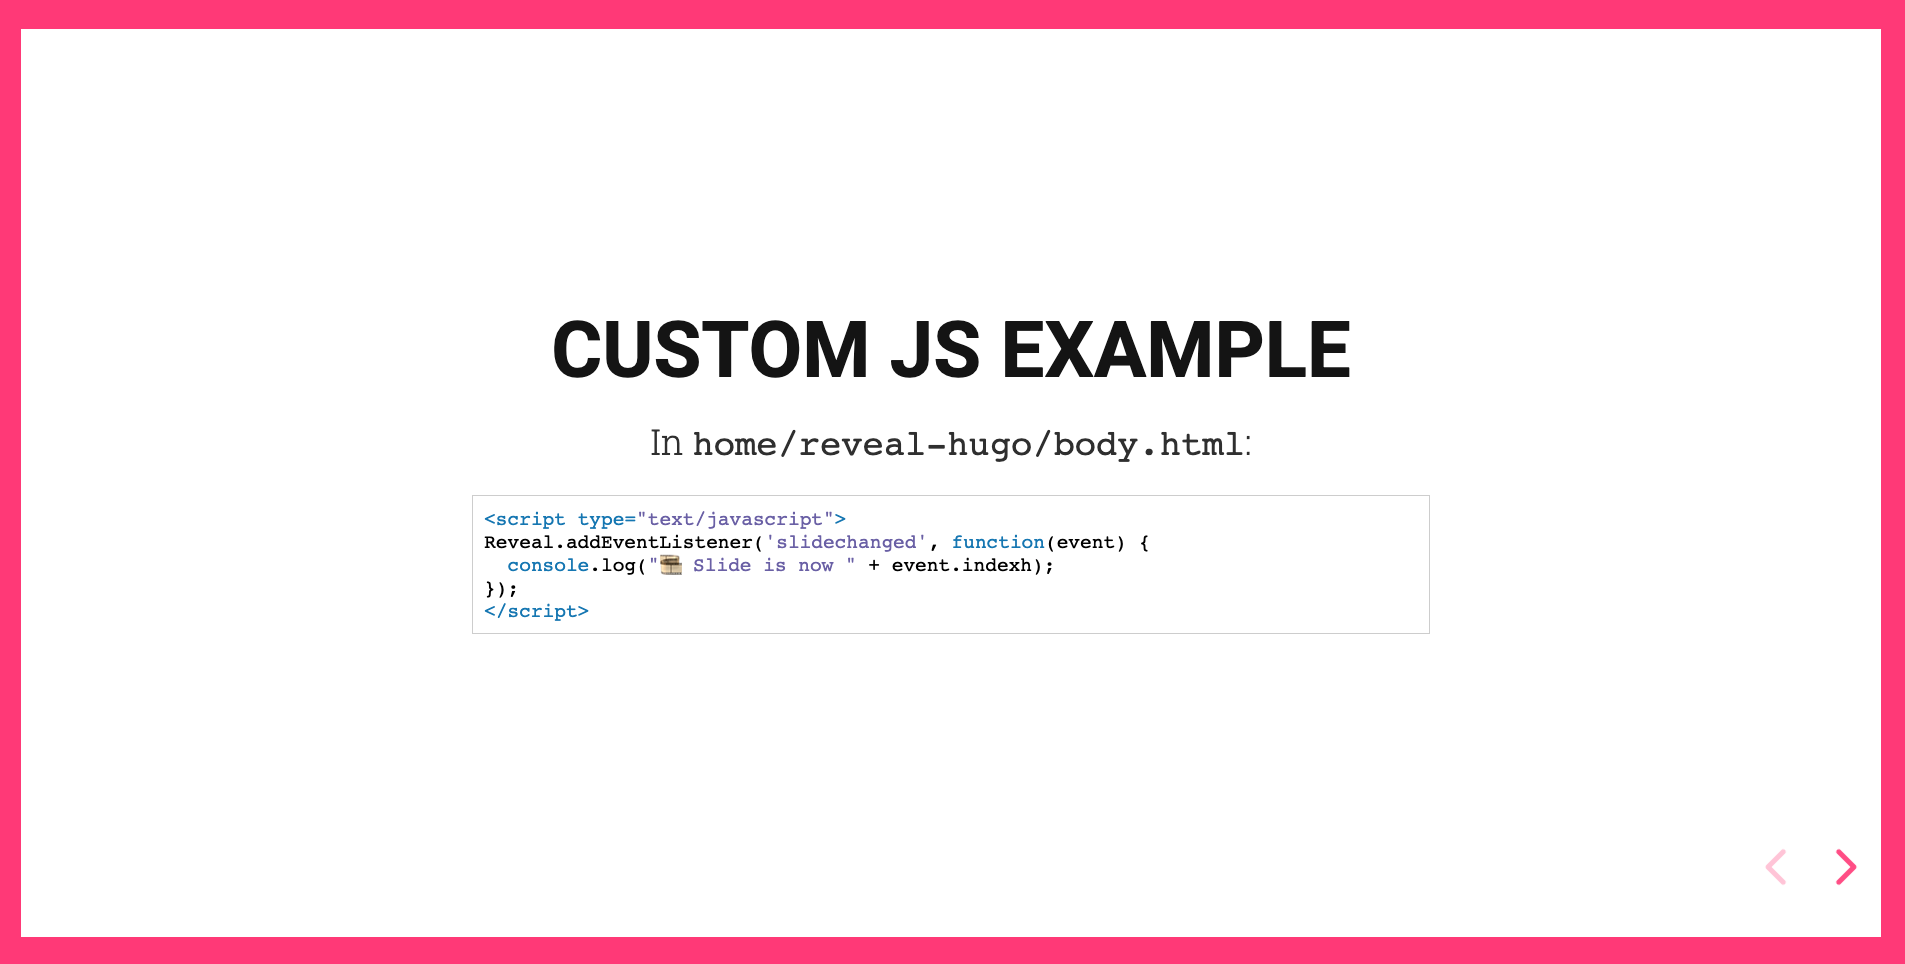 CUSTOM JS EXAMPLE
In home/reveal-hugo/body.html:
<script type="text/javascript">
Reveal.addEventListener('slidechanged', function(event) {
  console.log(" Slide is now " + event.indexh);
});
</script>